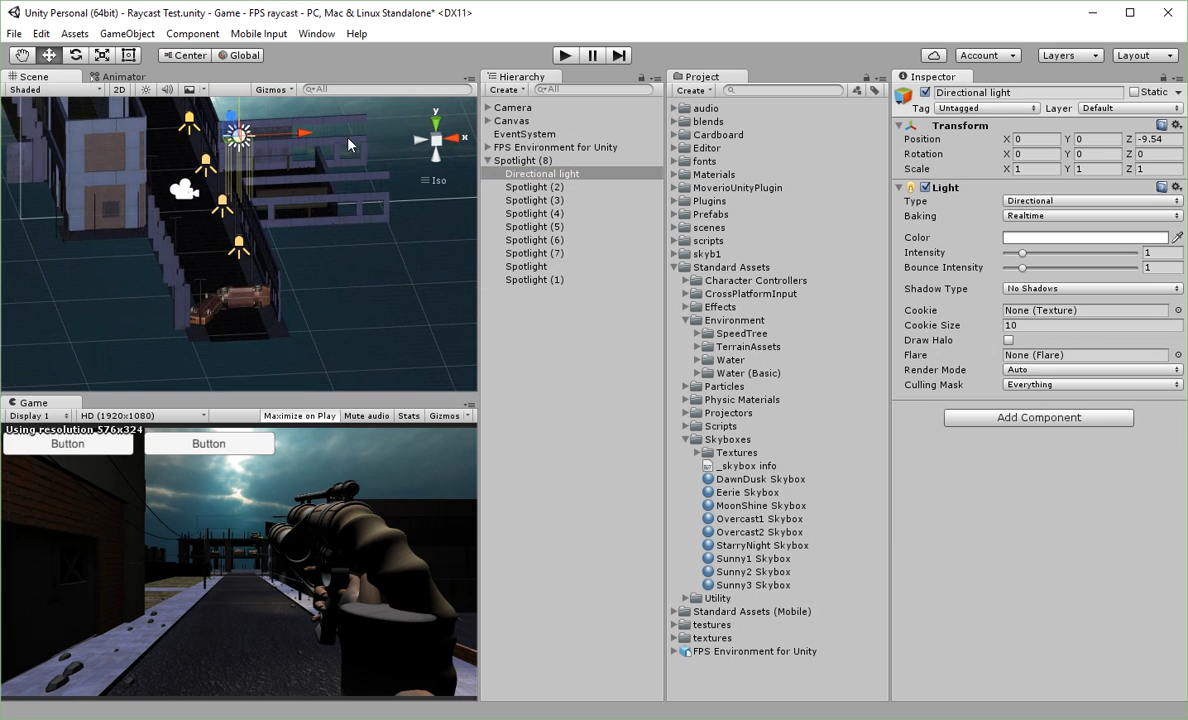 Unity Personal (64bit) - Raycast Test.unity - Game - FPS raycast - PC, Mac & Linux Standalone* <DX11>
File Edit Assets GameObject Component Mobile Input Window Help
Center Global Account Layers Layout
Scene Animator
Shaded 2D Gizmos All
y
x
Iso
Game
Display 1 HD (1920x1080) Maximize on Play Mute audio Stats Gizmos
Using resolution 576x324
Button Button
Hierarchy
Create All
Camera
Canvas
EventSystem
FPS Environment for Unity
Spotlight (8)
Directional light
Spotlight (2)
Spotlight (3)
Spotlight (4)
Spotlight (5)
Spotlight (6)
Spotlight (7)
Spotlight
Spotlight (1)
Project
Create
audio
blends
Cardboard
Editor
fonts
Materials
MoverioUnityPlugin
Plugins
Prefabs
scenes
scripts
skyb1
Standard Assets
Character Controllers
CrossPlatformInput
Effects
Environment
SpeedTree
TerrainAssets
Water
Water (Basic)
Particles
Physic Materials
Projectors
Scripts
Skyboxes
Textures
_skybox info
DawnDusk Skybox
Eerie Skybox
MoonShine Skybox
Overcast1 Skybox
Overcast2 Skybox
StarryNight Skybox
Sunny1 Skybox
Sunny2 Skybox
Sunny3 Skybox
Utility
Standard Assets (Mobile)
testures
textures
FPS Environment for Unity
Inspector
Directional light Static
Tag Untagged Layer Default
Transform
Position X 0 Y 0 Z -9.54
Rotation X 0 Y 0 Z 0
Scale X 1 Y 1 Z 1
Light
Type Directional
Baking Realtime
Color
Intensity 1
Bounce Intensity 1
Shadow Type No Shadows
Cookie None (Texture)
Cookie Size 10
Draw Halo
Flare None (Flare)
Render Mode Auto
Culling Mask Everything
Add Component